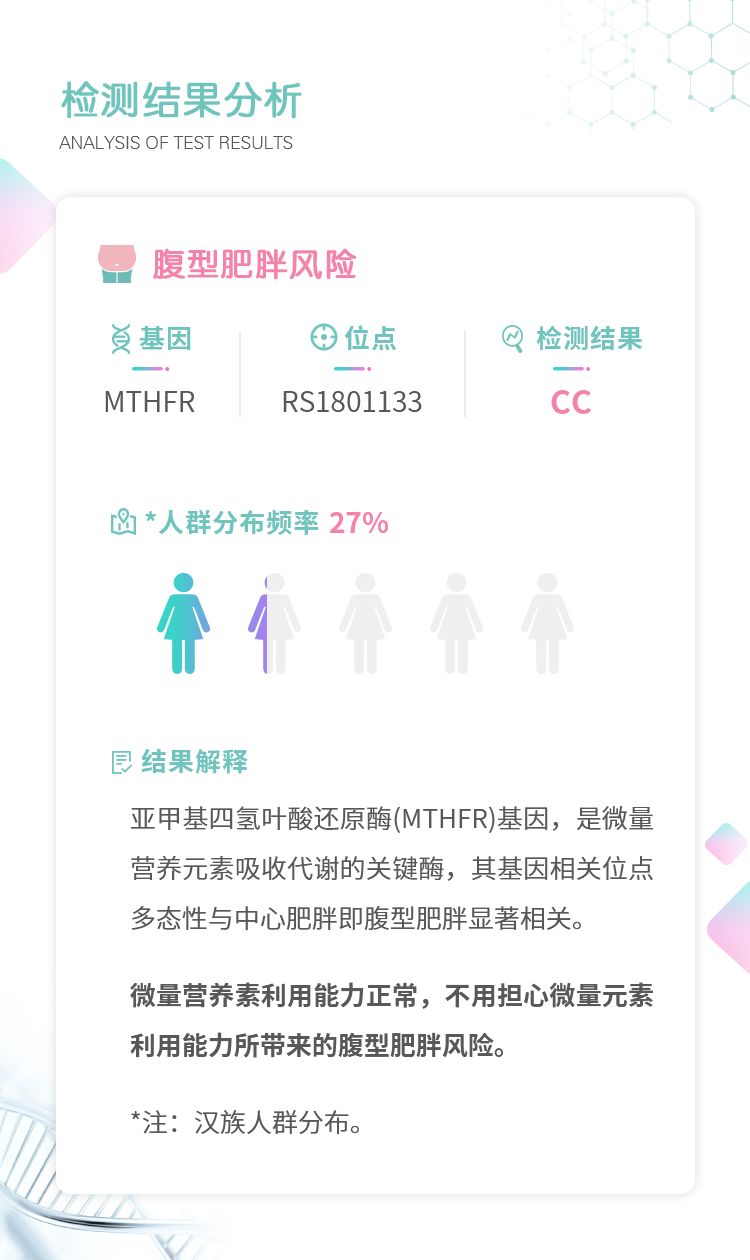 检测结果分析
ANALYSIS OF TEST RESULTS
腹型肥胖风险
基因
位点
检测结果
MTHFR
RS1801133
CC
*人群分布频率 27%
结果解释
亚甲基四氢叶酸还原酶(MTHFR)基因，是微量
营养元素吸收代谢的关键酶，其基因相关位点
多态性与中心肥胖即腹型肥胖显著相关。
微量营养素利用能力正常，不用担心微量元素
利用能力所带来的腹型肥胖风险。
*注：汉族人群分布。